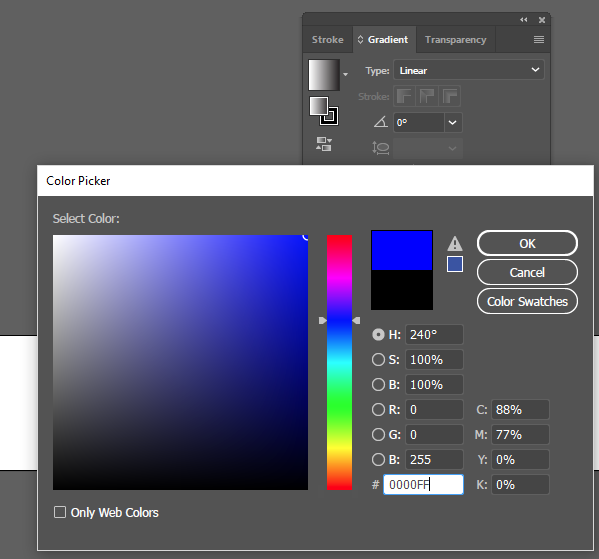 Stroke Gradient Transparency
Type: Linear
Stroke:
0°
Color Picker
Select Color:
OK
Cancel
Color Swatches
H: 240°
S: 100%
B: 100%
R: 0 C: 88%
G: 0 M: 77%
B: 255 Y: 0%
# 0000FF K: 0%
Only Web Colors